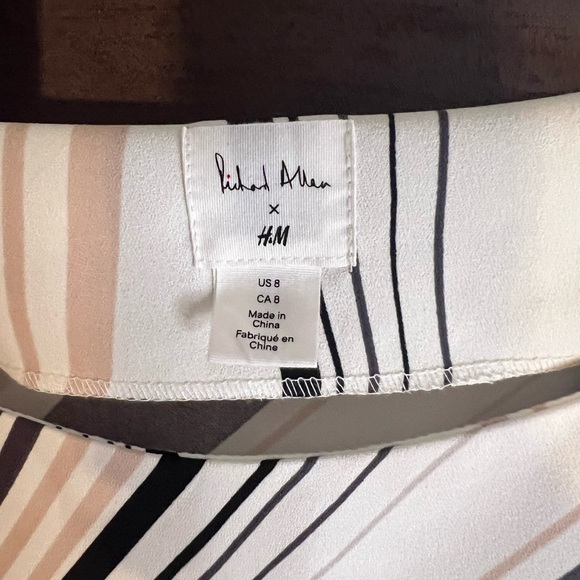 Richard Allan
×
H&M
US 8
CA 8
Made in
China
Fabriqué en
Chine